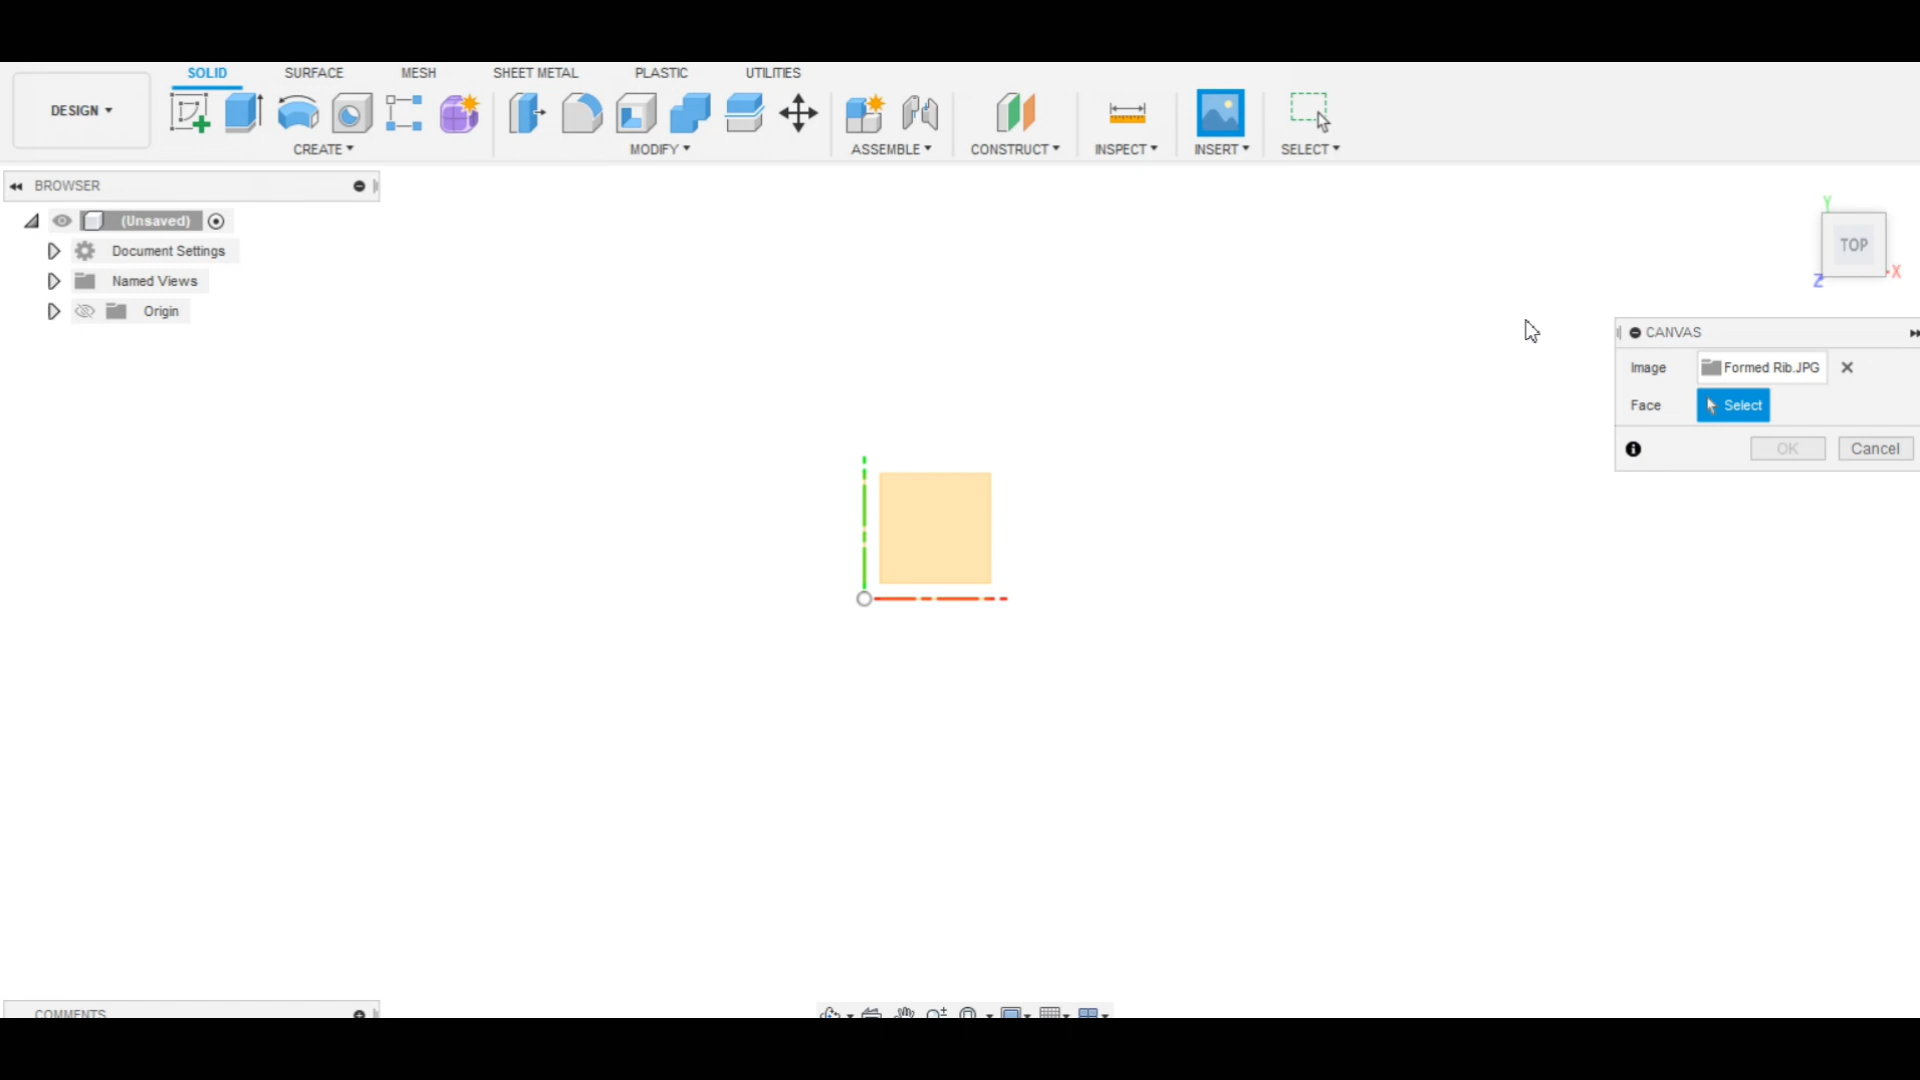 SOLID SURFACE MESH SHEET METAL PLASTIC UTILITIES
DESIGN
CREATE MODIFY ASSEMBLE CONSTRUCT INSPECT INSERT SELECT
BROWSER
(Unsaved)
Document Settings
Named Views
Origin
Y
TOP
Z X
CANVAS
Image Formed Rib.JPG
Face Select
OK Cancel
COMMENTS